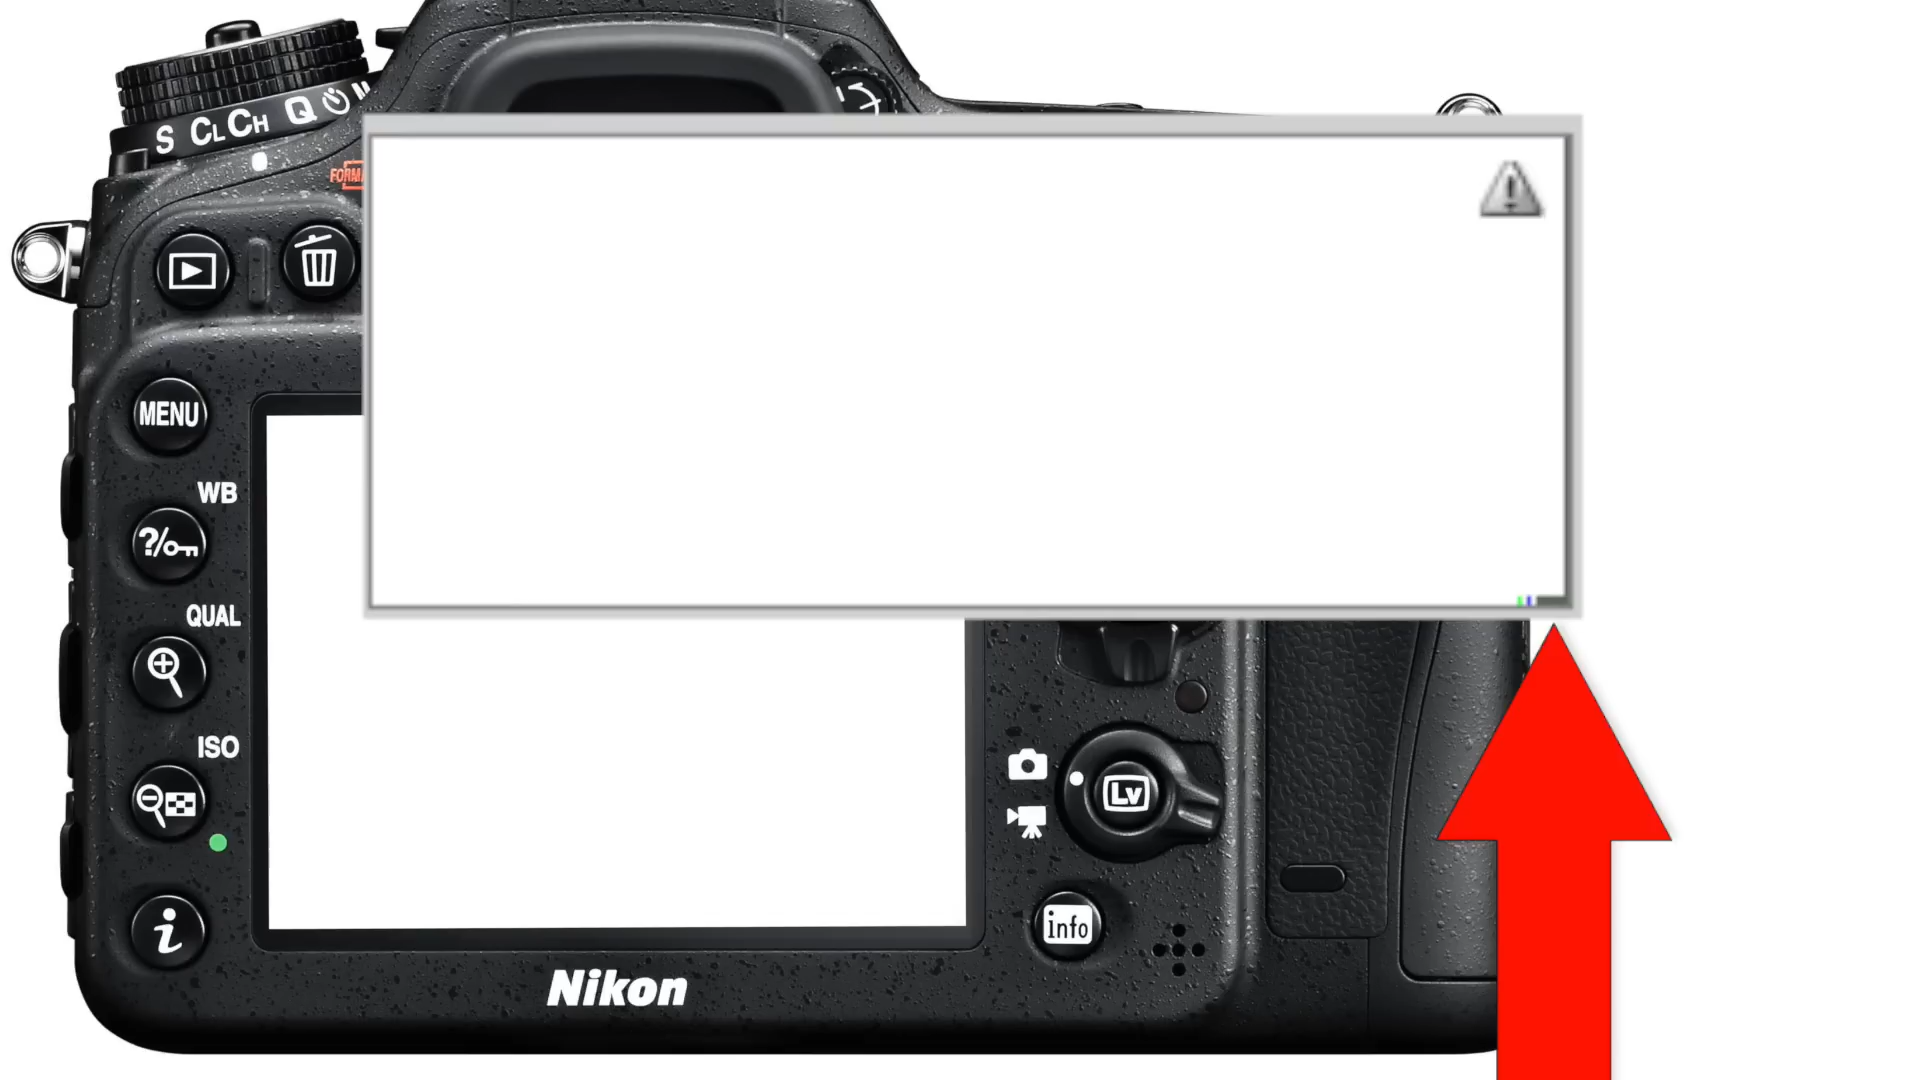 S CL CH Q
MENU
WB
?
QUAL
ISO
i
Lv
info
Nikon